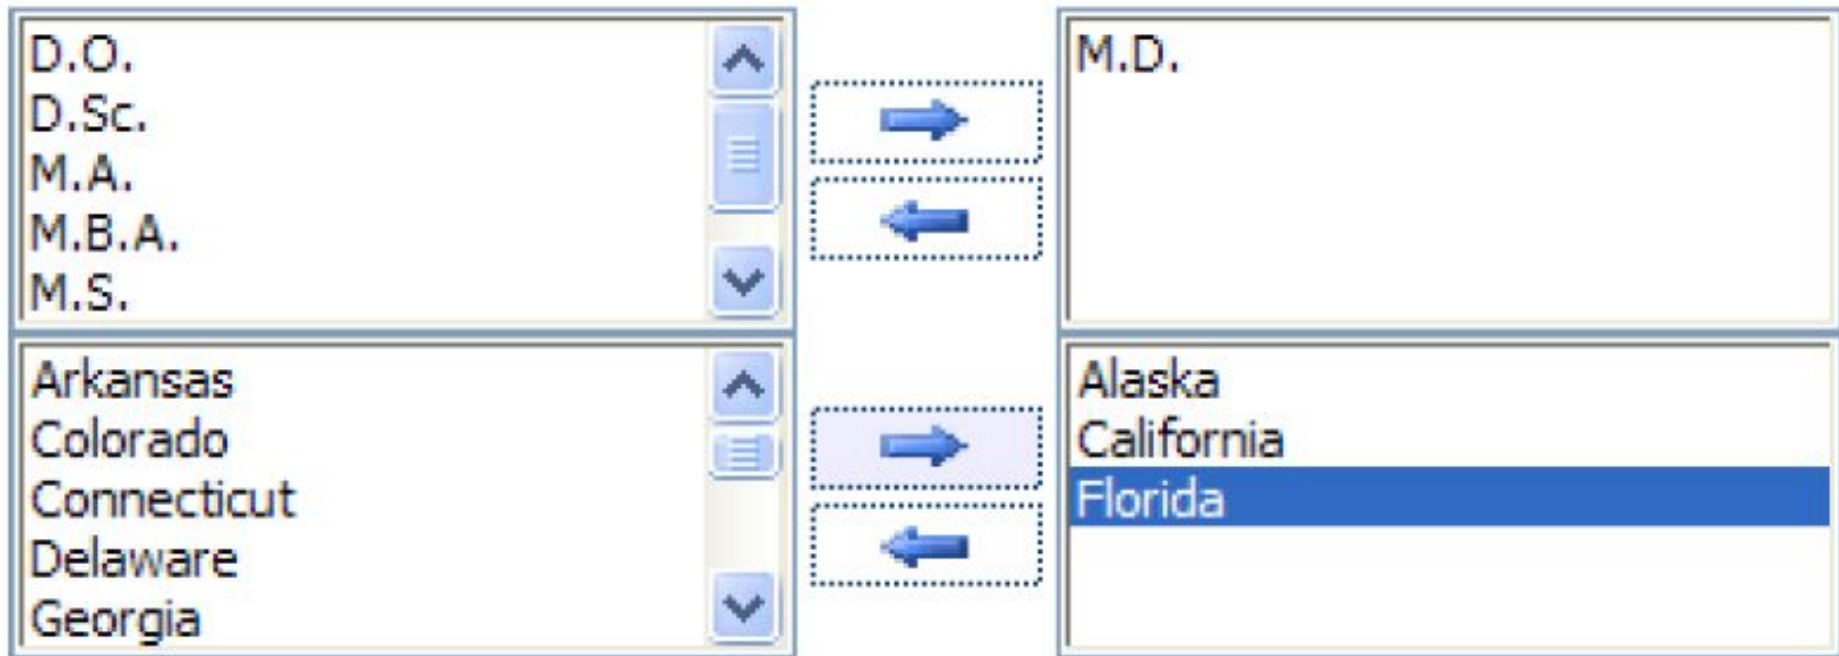 D.O.
D.Sc.
M.A.
M.B.A.
M.S.
M.D.
Arkansas
Colorado
Connecticut
Delaware
Georgia
Alaska
California
Florida